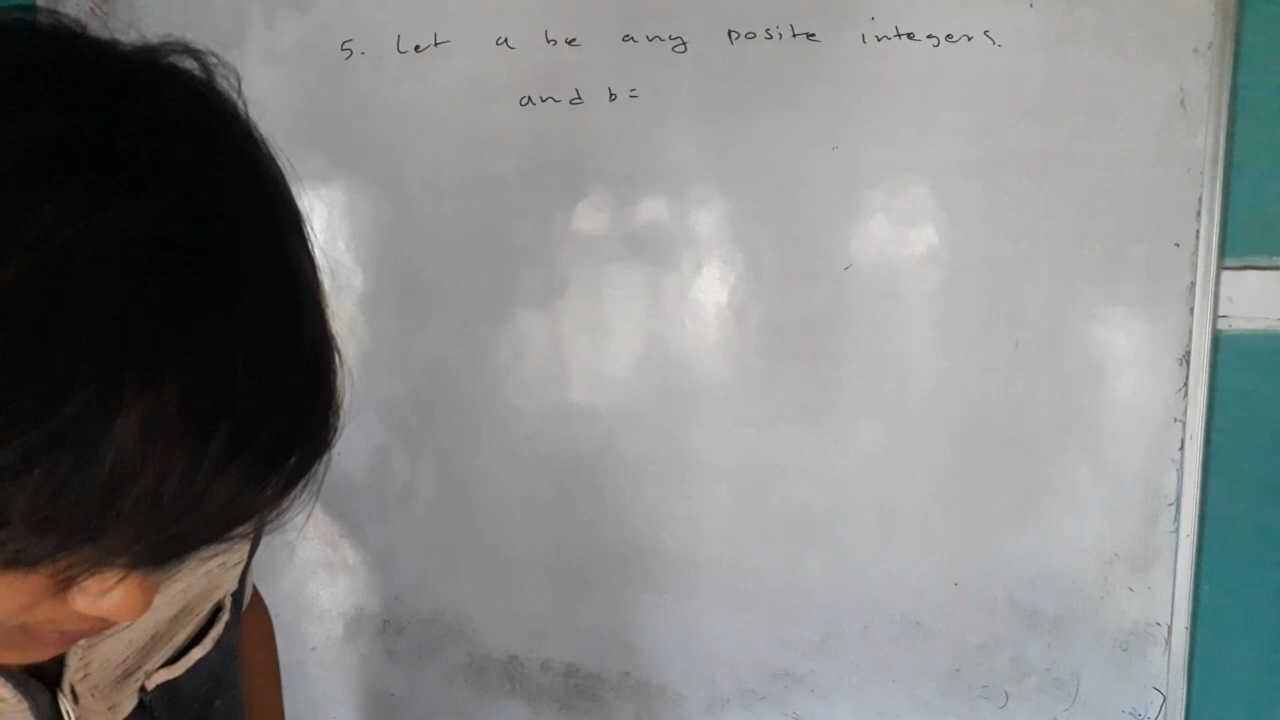 5. Let a be any posite integers.
and b =